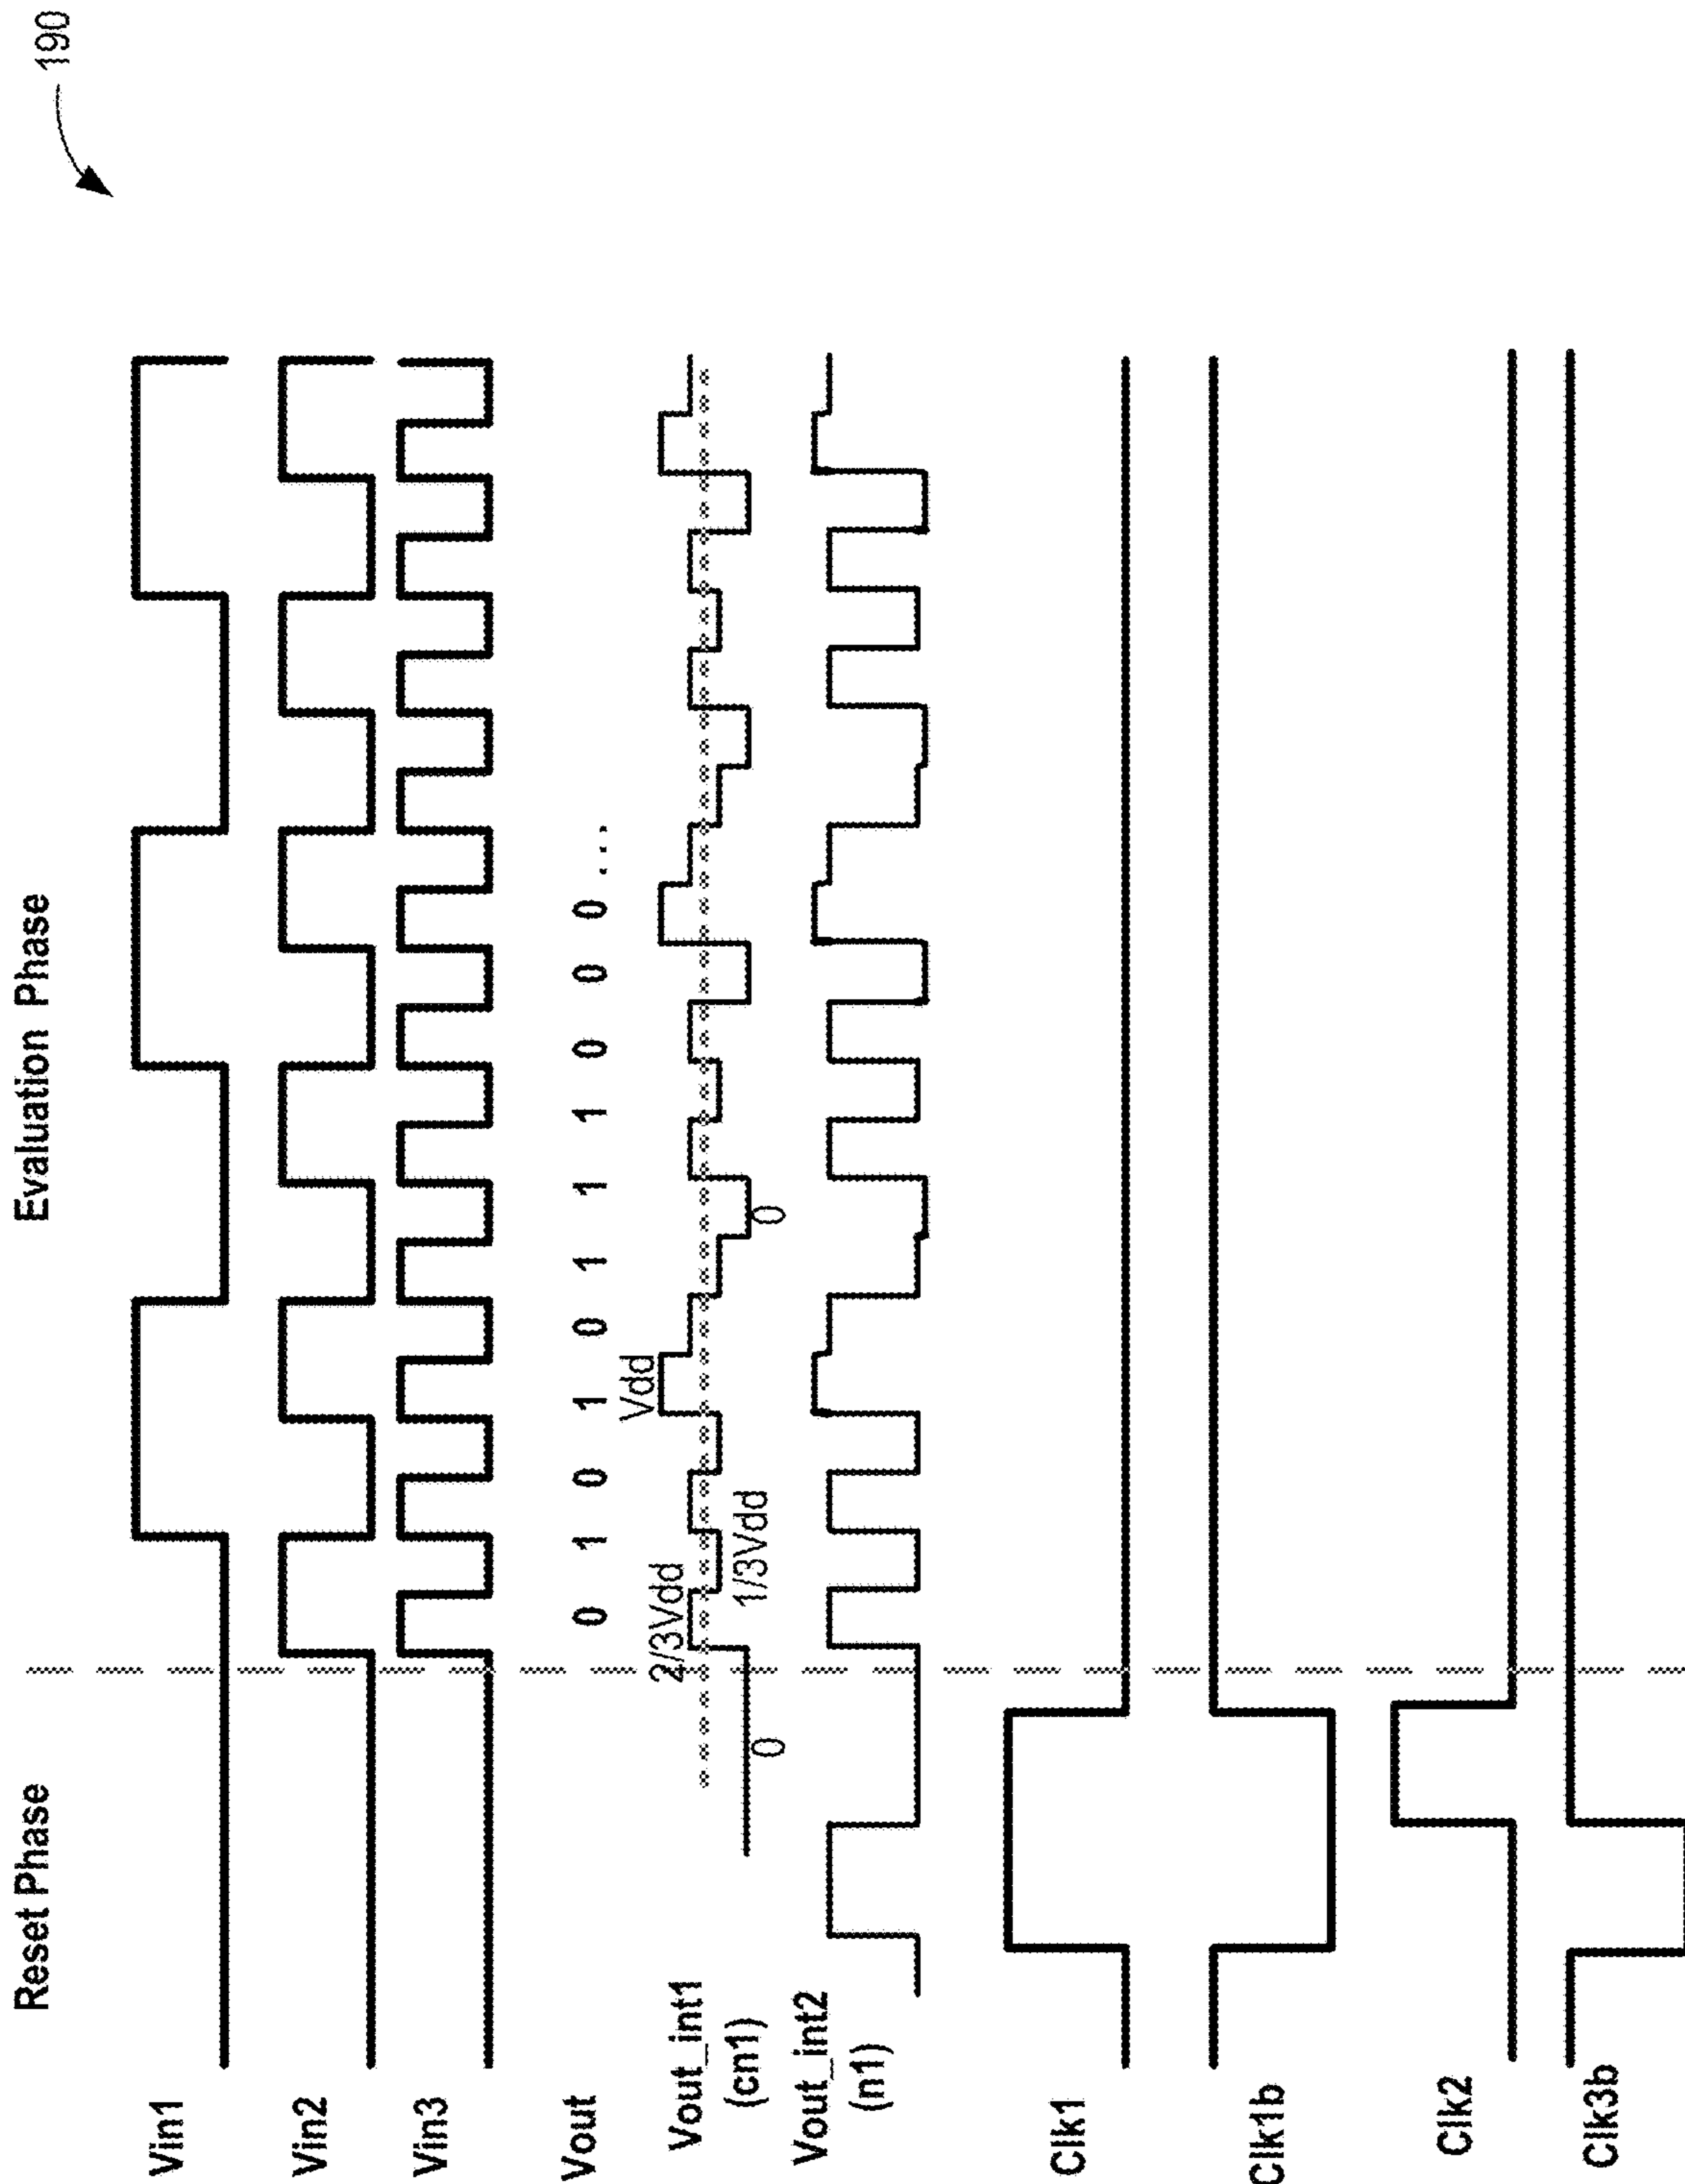 190
Reset Phase
Evaluation Phase
Vin1
Vin2
Vin3
Vout
0 1 0 1 0 1 1 1 0 0 0 ...
Vout_int1
(cn1)
0
2/3Vdd
1/3Vdd
Vdd
0
Vout_int2
(n1)
Clk1
Clk1b
Clk2
Clk3b